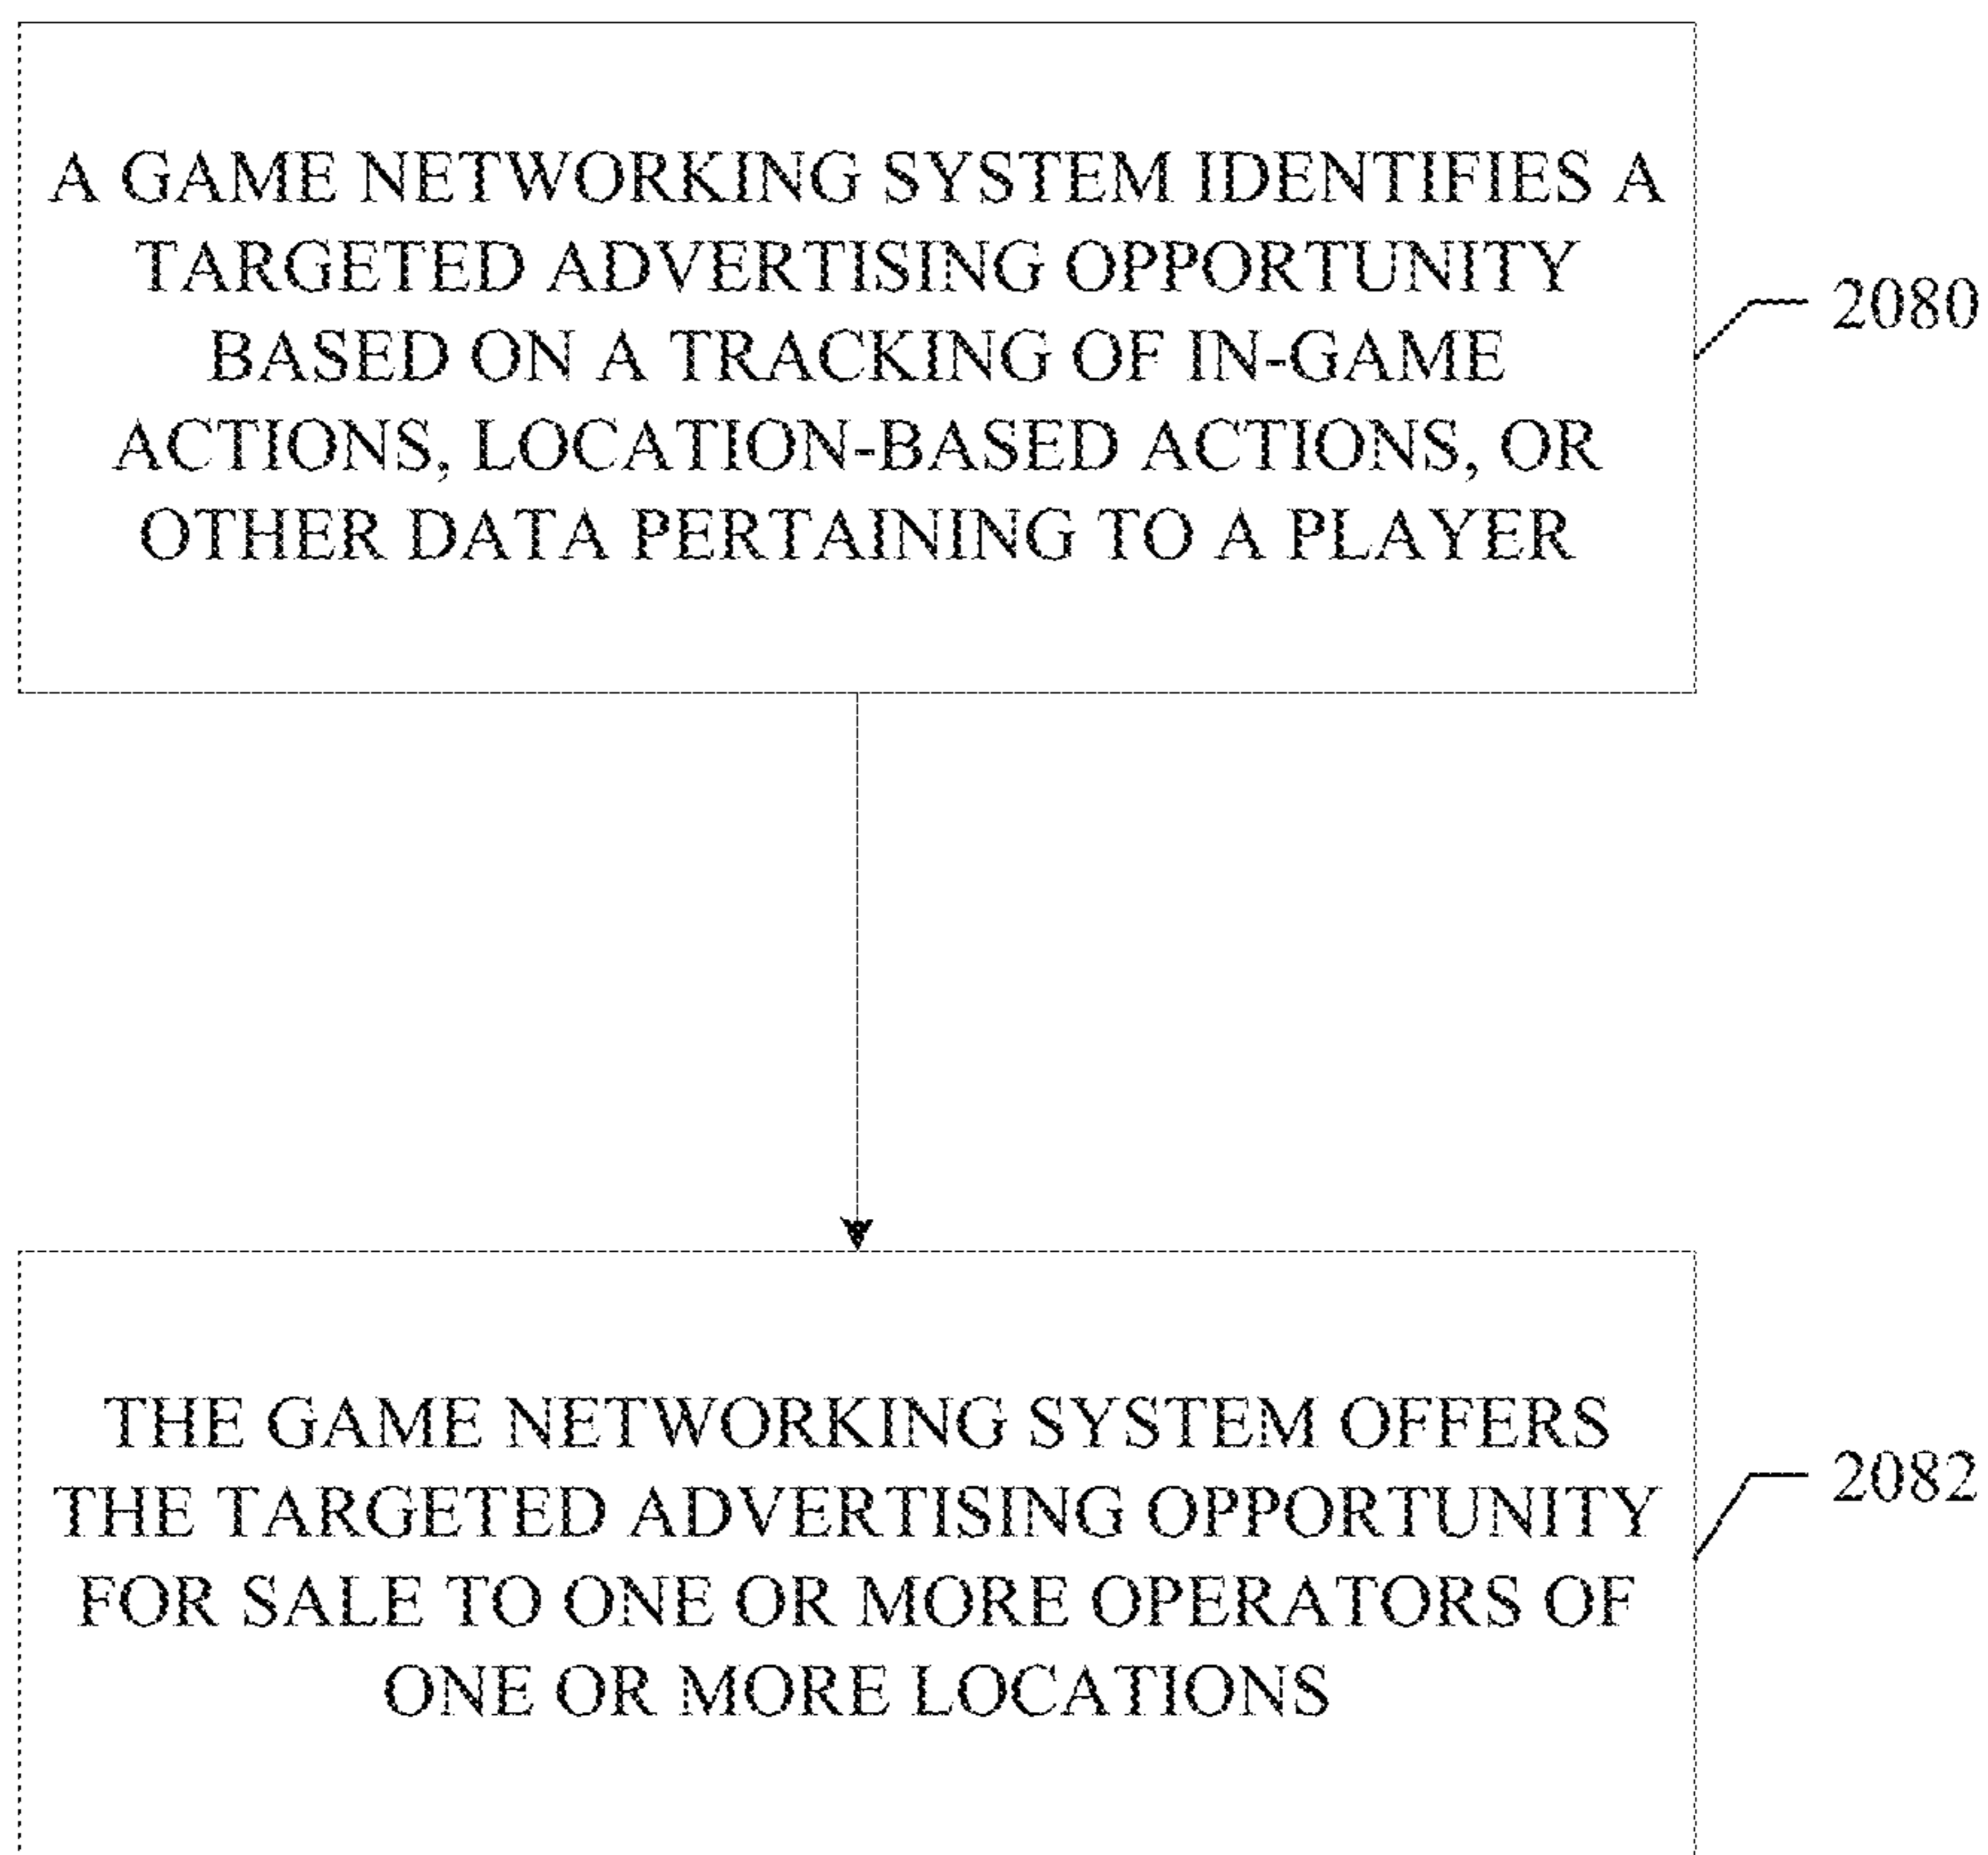 A GAME NETWORKING SYSTEM IDENTIFIES A
TARGETED ADVERTISING OPPORTUNITY
BASED ON A TRACKING OF IN-GAME
ACTIONS, LOCATION-BASED ACTIONS, OR
OTHER DATA PERTAINING TO A PLAYER
2080
THE GAME NETWORKING SYSTEM OFFERS
THE TARGETED ADVERTISING OPPORTUNITY
FOR SALE TO ONE OR MORE OPERATORS OF
ONE OR MORE LOCATIONS
2082